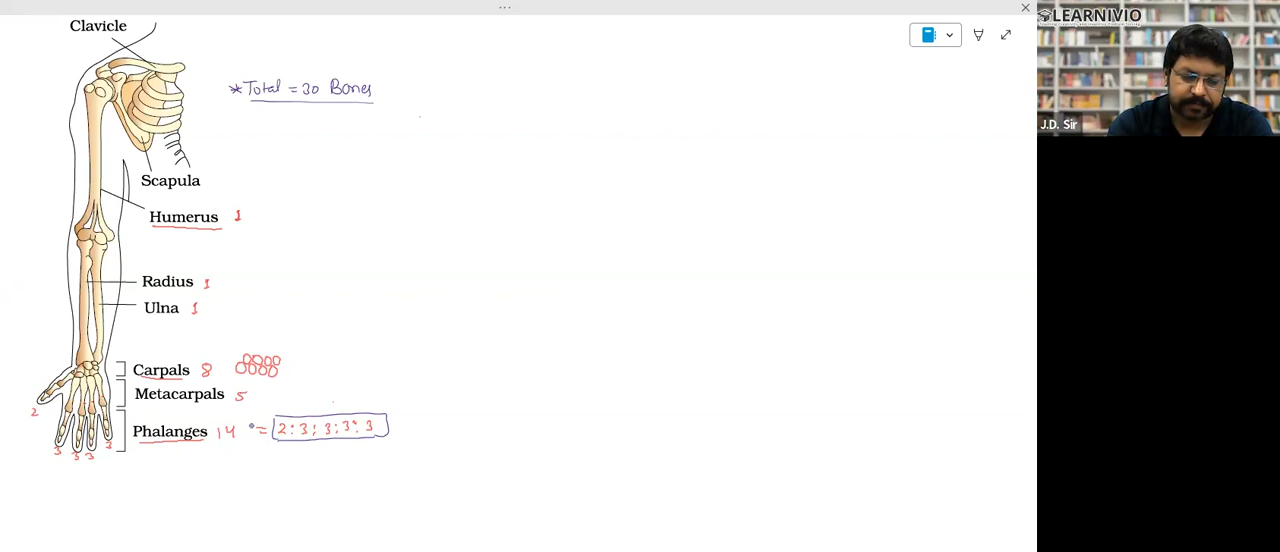 Clavicle
LEARNIVIO
*Total = 30 Bones
J.D. Sir
Scapula
Humerus 1
Radius 1
Ulna 1
Carpals 8
Metacarpals 5
2
Phalanges 14 = 2:3:3:3:3
3 3 3 3